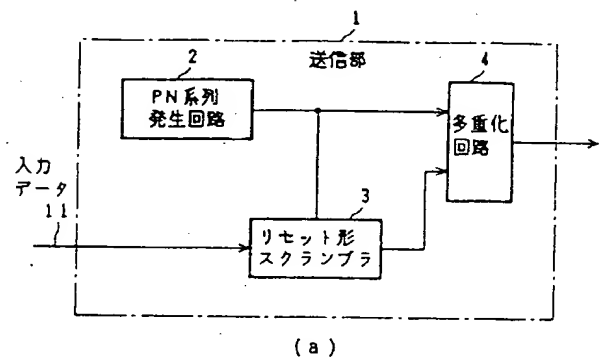 1
送信部
2
PN系列
発生回路
4
多重化
回路
入力
データ
11
3
リセット形
スクランブラ
(a)